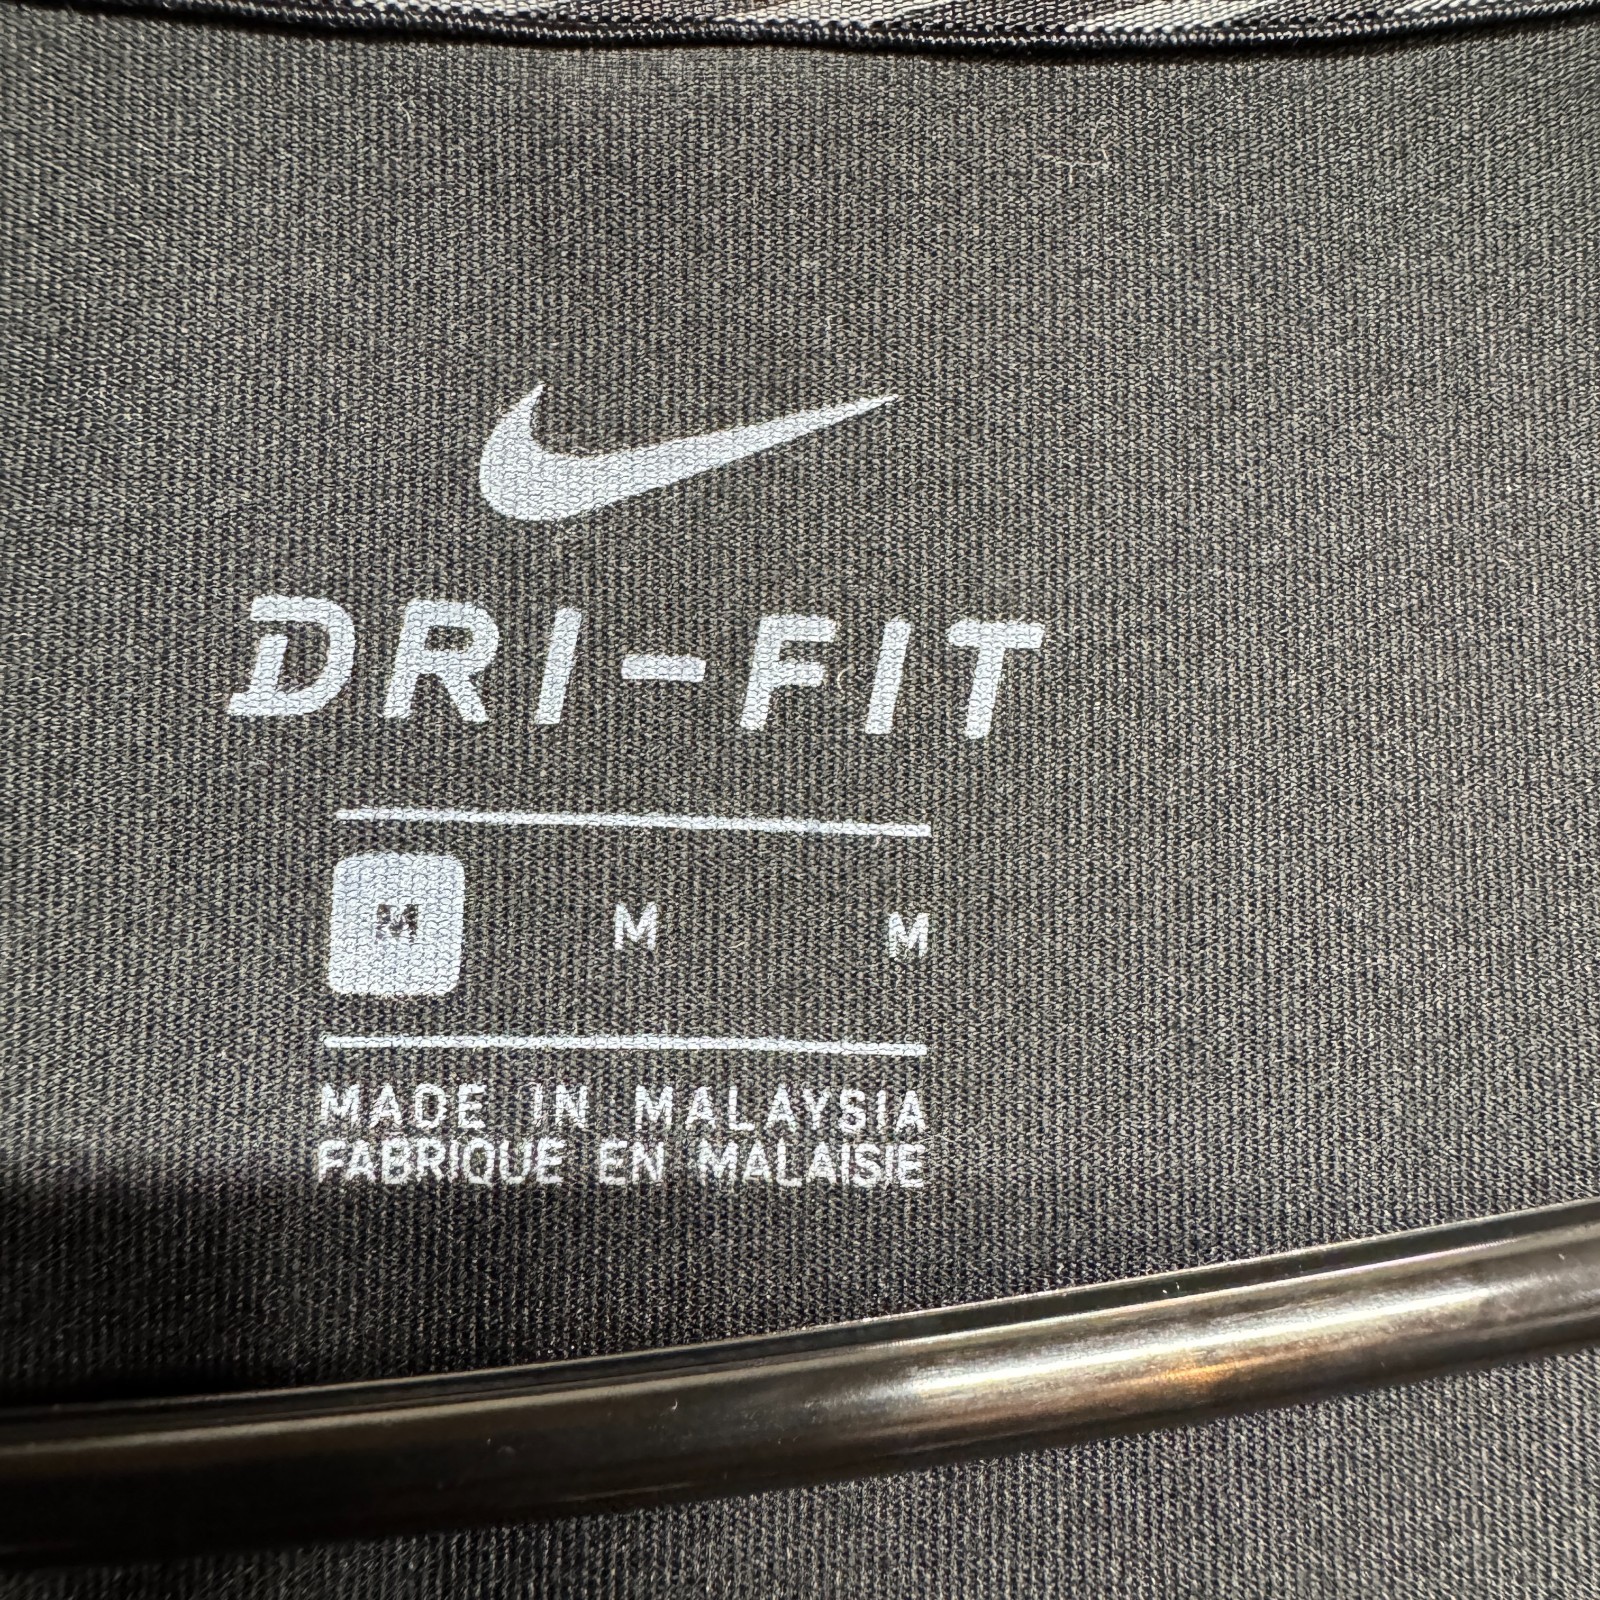 DRI-FIT
M M M
MADE IN MALAYSIA
FABRIQUE EN MALAISIE